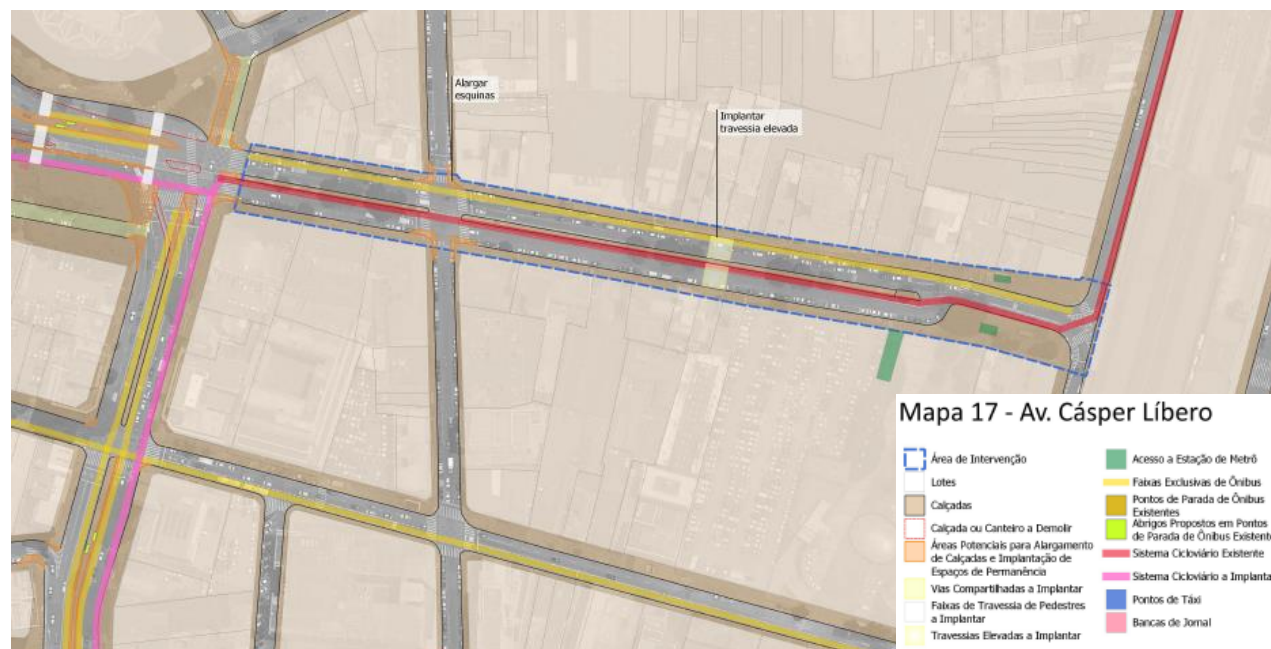 Alargar
esquinas
Implantar
travessia elevada
Mapa 17 - Av. Cásper Líbero
Área de Intervenção
Lotes
Calçadas
Calçada ou Canteiro a Demolir
Áreas Potenciais para Alargamento
de Calçadas e Implantação de
Espaços de Permanência
Vias Compartilhadas a Implantar
Faixas de Travessia de Pedestres
a Implantar
Travessias Elevadas a Implantar
Acesso a Estação de Metrô
Faixas Exclusivas de Ônibus
Pontos de Parada de Ônibus
Existentes
Abrigos Propostos em Pontos
de Parada de Ônibus Existent
Sistema Cicloviário Existente
Sistema Cicloviário a Implanta
Pontos de Táxi
Bancas de Jornal